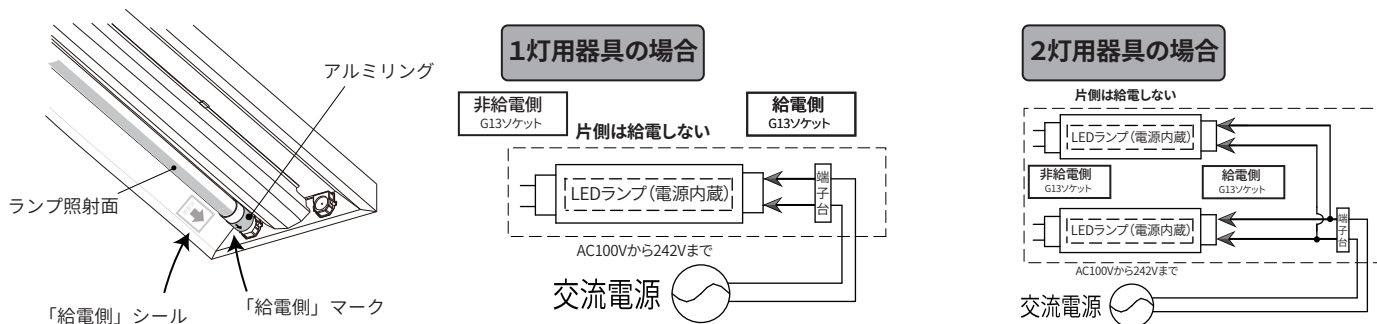 アルミリング
ランプ照射面
「給電側」シール
「給電側」マーク
1灯用器具の場合
非給電側
G13ソケット
片側は給電しない
給電側
G13ソケット
LEDランプ(電源内蔵)
端子台
AC100Vから242Vまで
交流電源
2灯用器具の場合
片側は給電しない
LEDランプ(電源内蔵)
非給電側
G13ソケット
給電側
G13ソケット
LEDランプ(電源内蔵)
端子台
AC100Vから242Vまで
交流電源